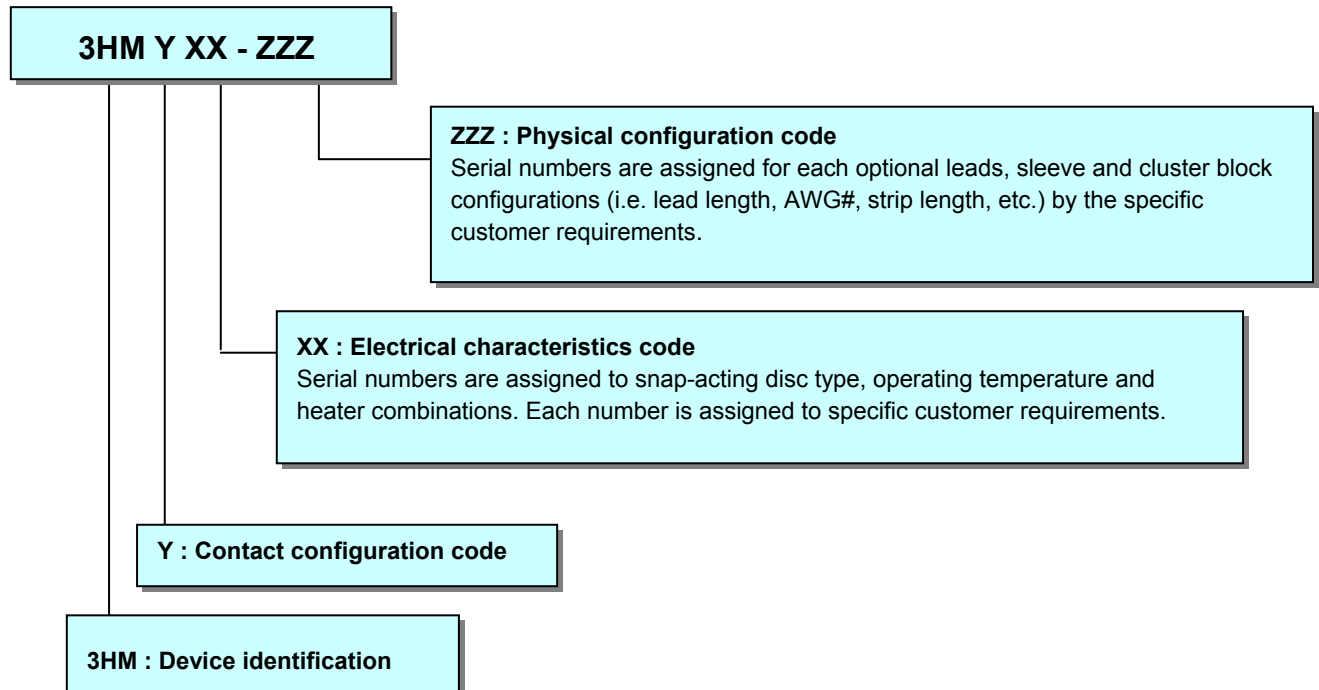 3HM Y XX - ZZZ
ZZZ : Physical configuration code
Serial numbers are assigned for each optional leads, sleeve and cluster block
configurations (i.e. lead length, AWG#, strip length, etc.) by the specific
customer requirements.
XX : Electrical characteristics code
Serial numbers are assigned to snap-acting disc type, operating temperature and
heater combinations. Each number is assigned to specific customer requirements.
Y : Contact configuration code
3HM : Device identification